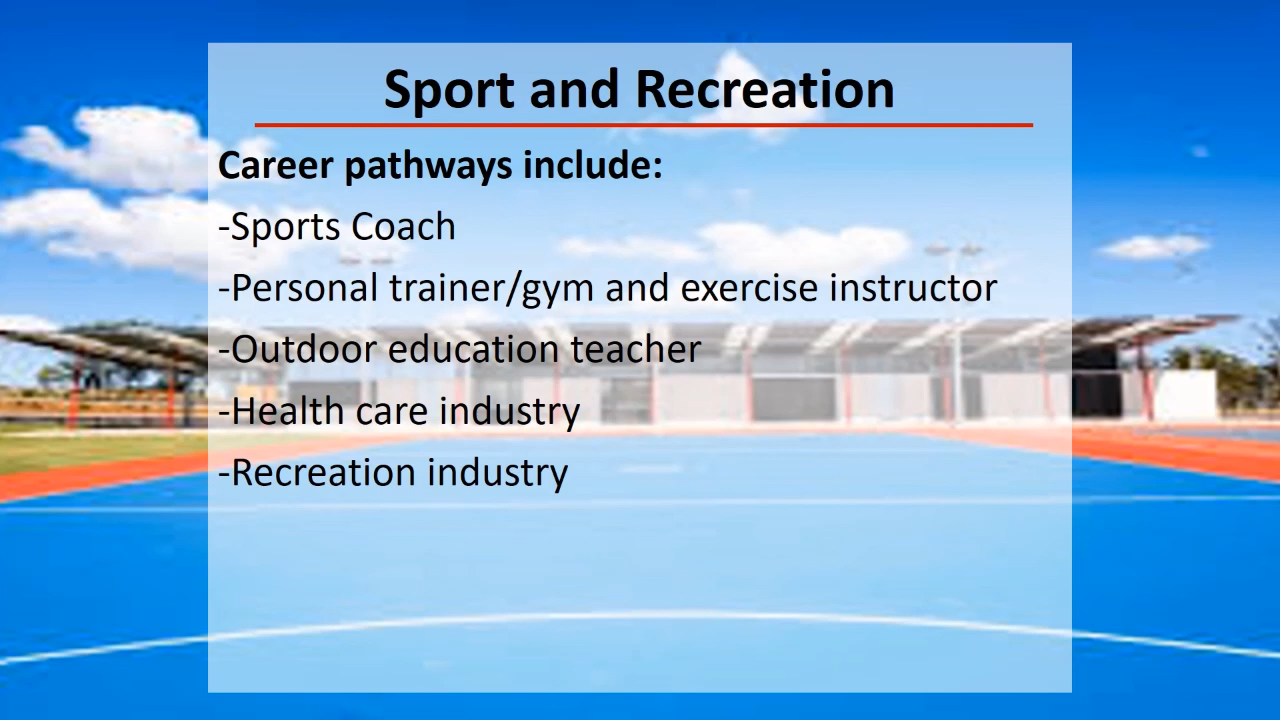 Sport and Recreation
Career pathways include:
-Sports Coach
-Personal trainer/gym and exercise instructor
-Outdoor education teacher
-Health care industry
-Recreation industry